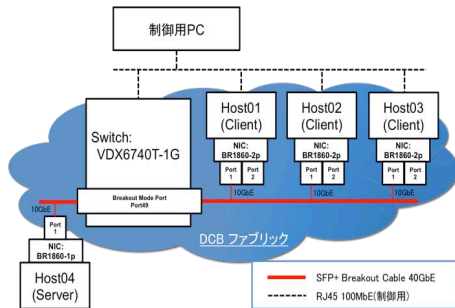 制御用PC
Host01
(Client)
Host02
(Client)
Host03
(Client)
Switch:
VDX6740T-1G
NIC:
BR1860-2p
NIC:
BR1860-2p
NIC:
BR1860-2p
Port
1
Port
2
Port
1
Port
2
Port
1
Port
2
10GbE
10GbE
10GbE
Breakout Mode Port
Port49
10GbE
Port
1
NIC:
BR1860-1p
Host04
(Server)
DCB ファブリック
SFP+ Breakout Cable 40GbE
RJ45 100MbE(制御用)